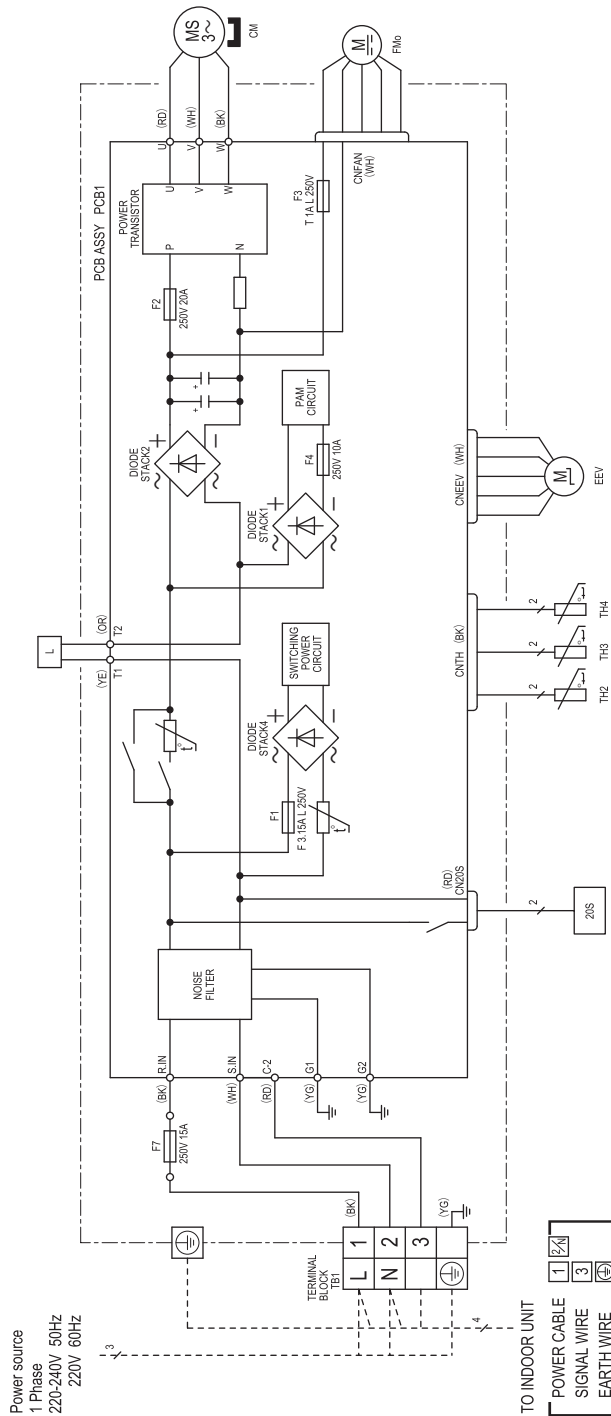 Power source
1 Phase
220-240V 50Hz
220V 60Hz
3
TO INDOOR UNIT
4
POWER CABLE 1 2/N
SIGNAL WIRE 3
EARTH WIRE
TERMINAL
BLOCK
TB1
L 1
N 2
3
(BK)
(YG)
F7
250V 15A
(BK) R.IN
(WH) S.IN
(RD) C-2
(YG) G1
(YG) G2
NOISE
FILTER
PCB ASSY PCB1
L
(YE) (OR)
T1 T2
t°
F1
F 3.15A L 250V
t°
DIODE
STACK4
~ +
~ −
SWITCHING
POWER
CIRCUIT
DIODE
STACK1
~ +
~ −
F4
250V 10A
PAM
CIRCUIT
DIODE
STACK2
~ +
~ −
+ +
F2
250V 20A
POWER
TRANSISTOR
P U
V
N W
U (RD)
V (WH)
W (BK)
MS
3~
CM
F3
T 1A L 250V
CNFAN
(WH)
M
FMo
(RD)
CN20S
2
20S
CNTH (BK)
2 2 2
t° t° t°
TH2 TH3 TH4
CNEEV (WH)
M
EEV